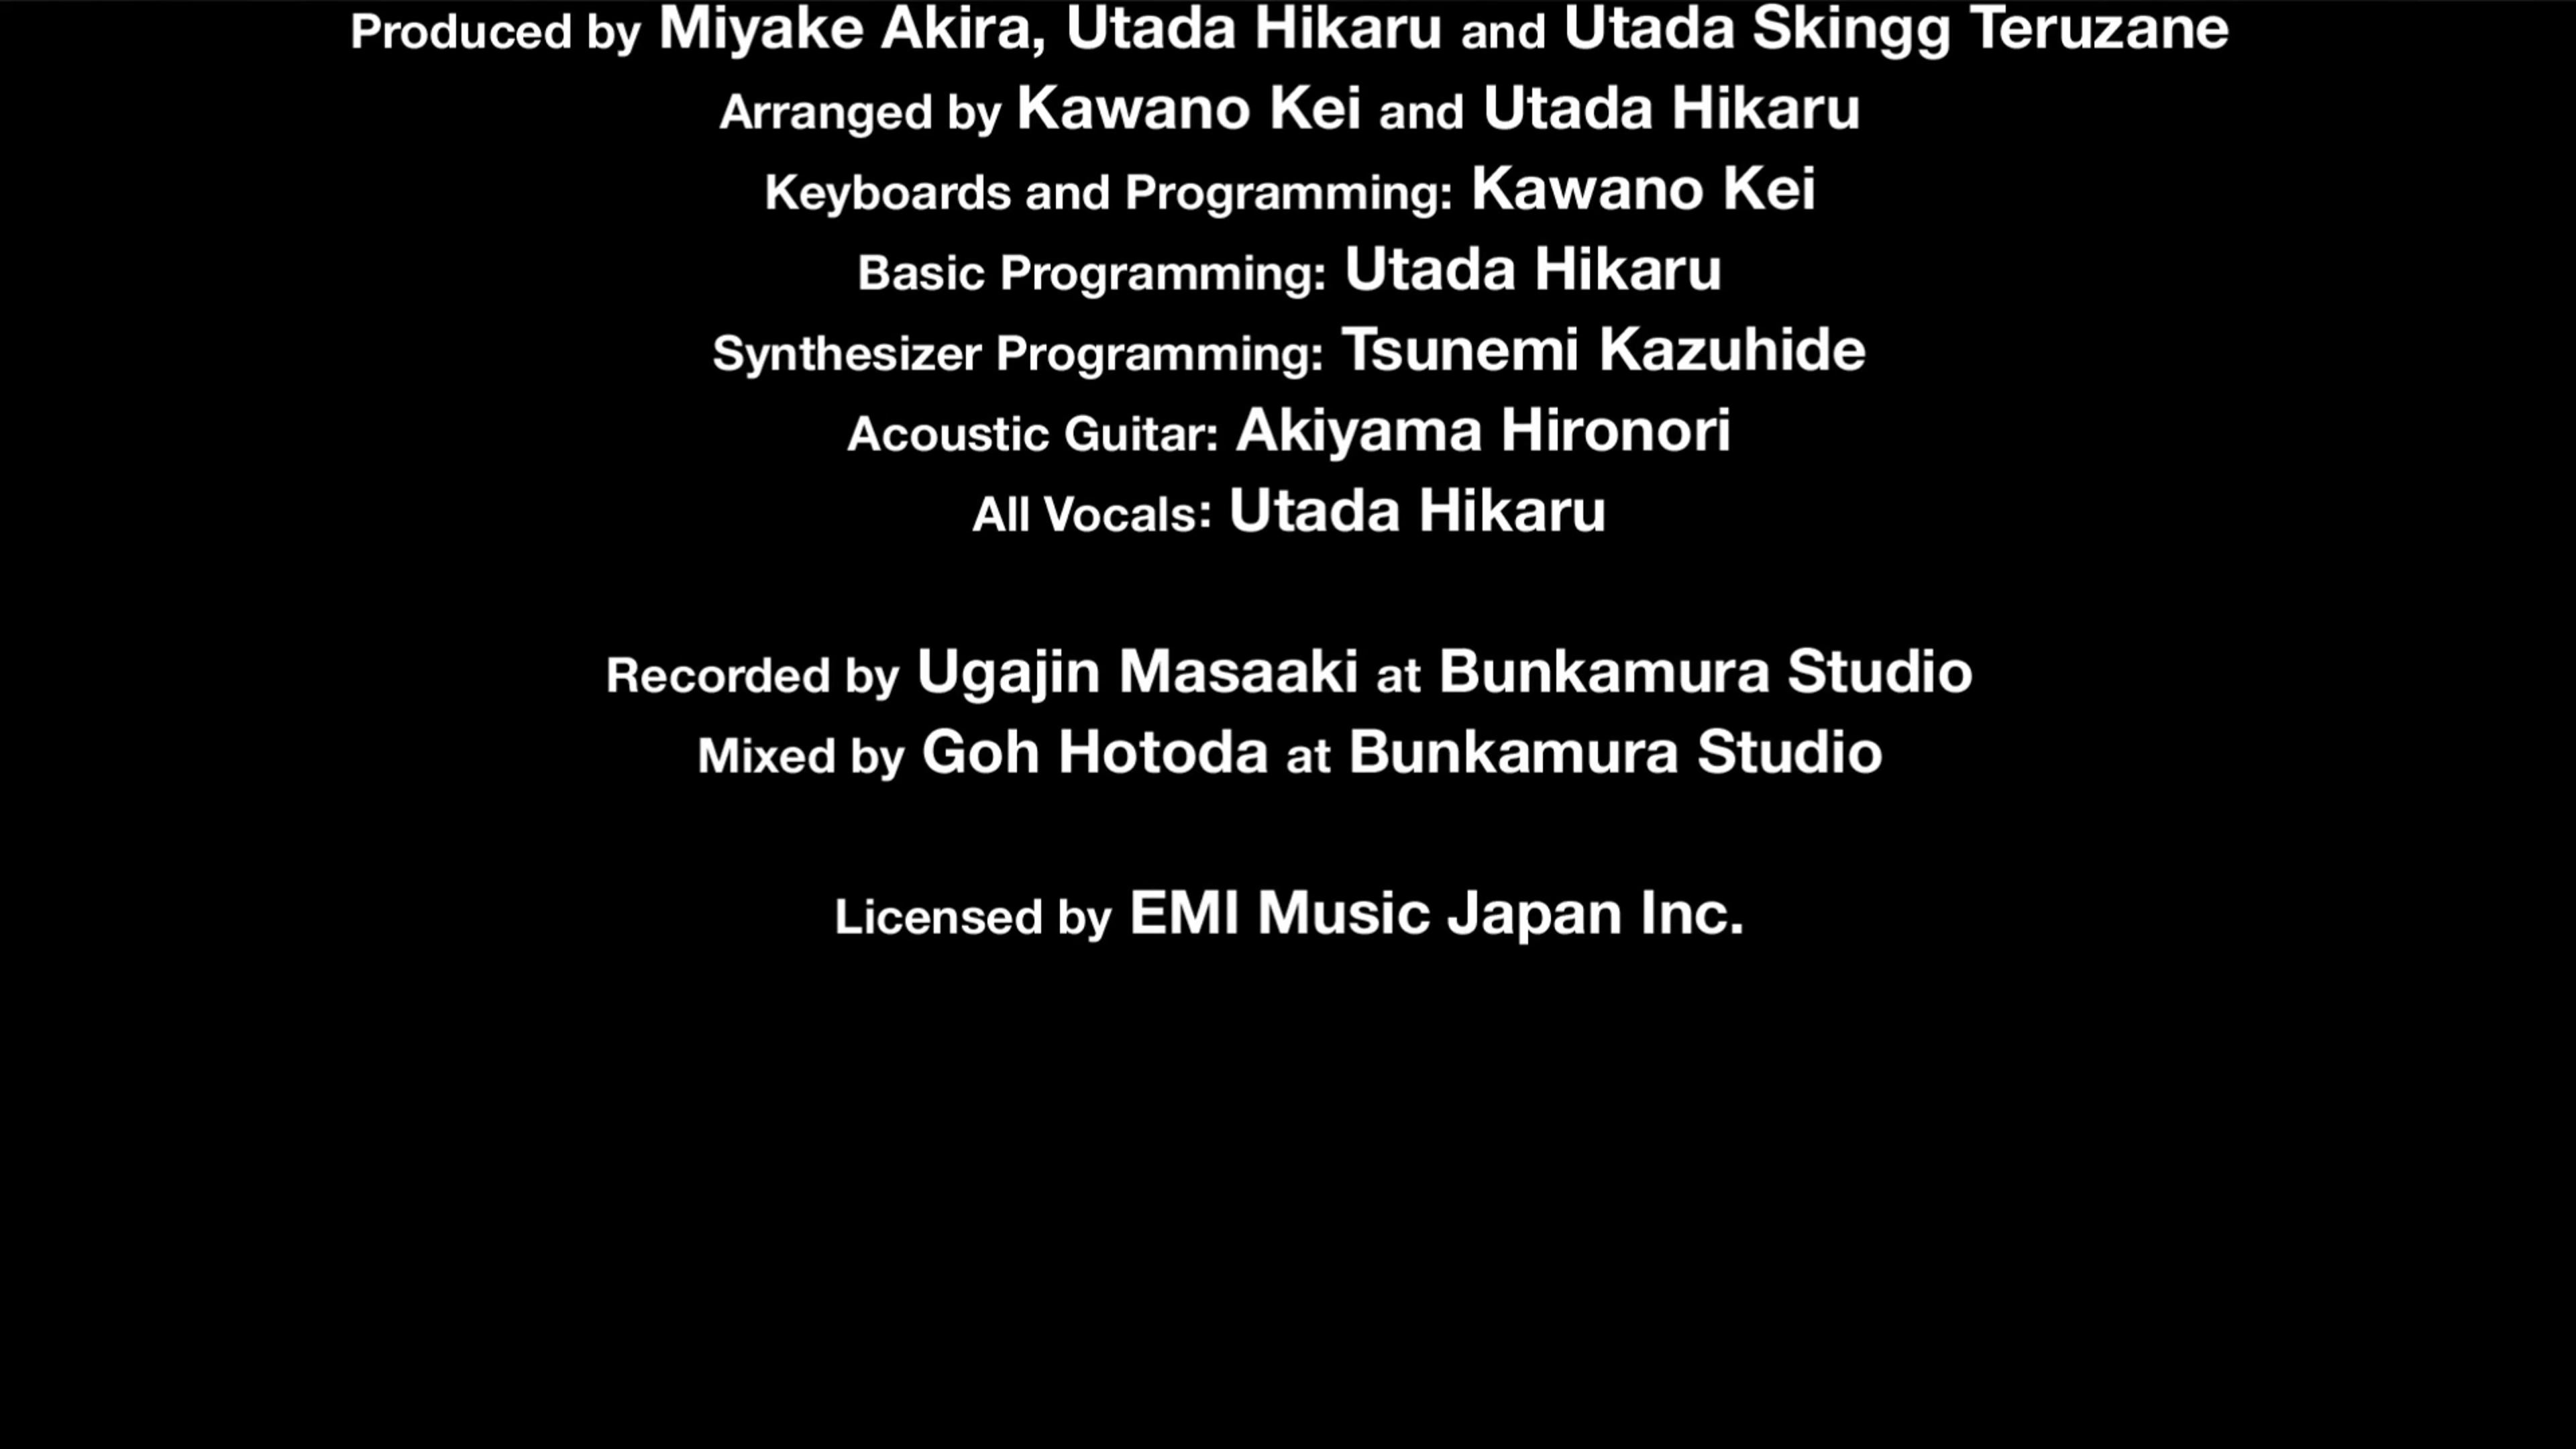 Produced by Miyake Akira, Utada Hikaru and Utada Skingg Teruzane
Arranged by Kawano Kei and Utada Hikaru
Keyboards and Programming: Kawano Kei
Basic Programming: Utada Hikaru
Synthesizer Programming: Tsunemi Kazuhide
Acoustic Guitar: Akiyama Hironori
All Vocals: Utada Hikaru
Recorded by Ugajin Masaaki at Bunkamura Studio
Mixed by Goh Hotoda at Bunkamura Studio
Licensed by EMI Music Japan Inc.